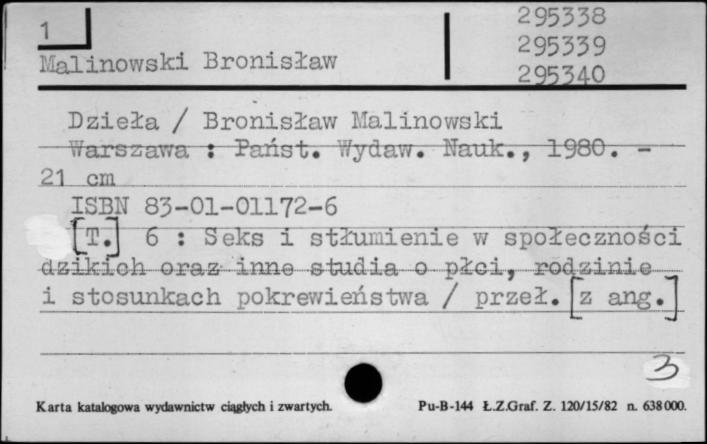 1
295338
295339
Malinowski Bronisław
295340
Dzieła / Bronisław Malinowski
Warszawa : Państ. Wydaw. Nauk., 1980. -
21 cm
ISBN 83-01-01172-6
[T.] 6 : Seks i stłumienie w społeczności
dzikich oraz inne studia o płci, rodzinie
i stosunkach pokrewieństwa / przeł. [z ang.]
3
Karta katalogowa wydawnictw ciągłych i zwartych. Pu-B-144 Ł.Z.Graf. Z. 120/15/82 n. 638000.